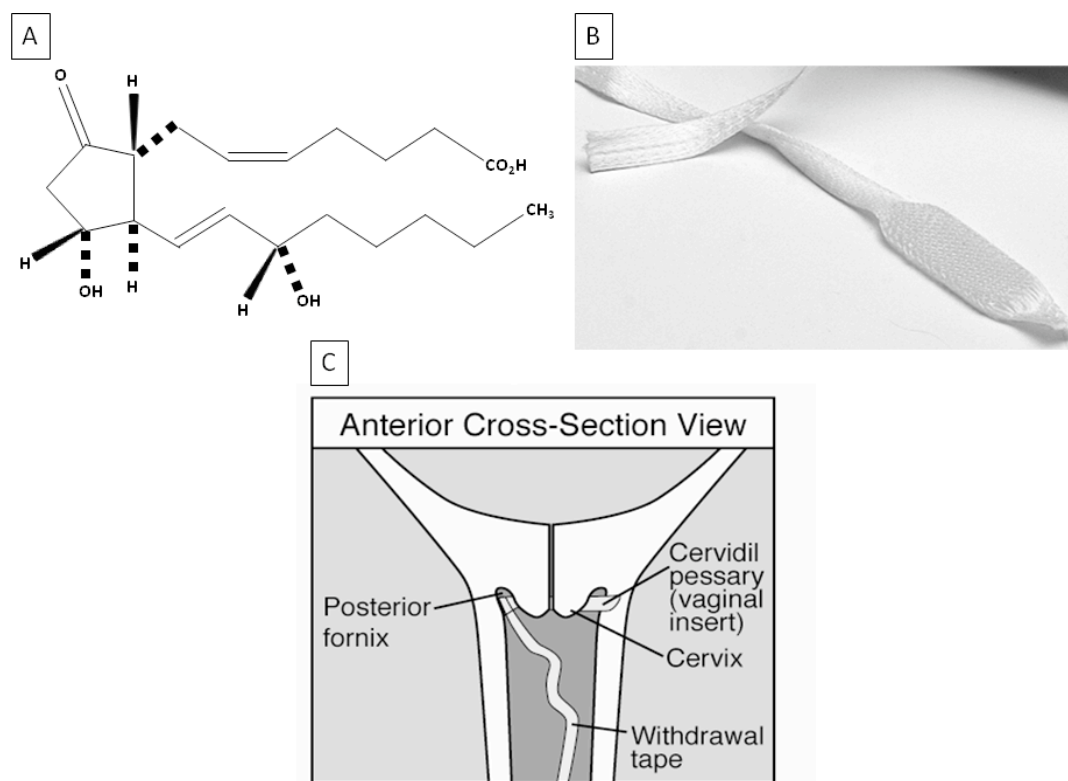 A
O
H
CO₂H
CH₃
H
OH
H
H
OH
B
C
Anterior Cross-Section View
Posterior
fornix
Cervidil
pessary
(vaginal
insert)
Cervix
Withdrawal
tape